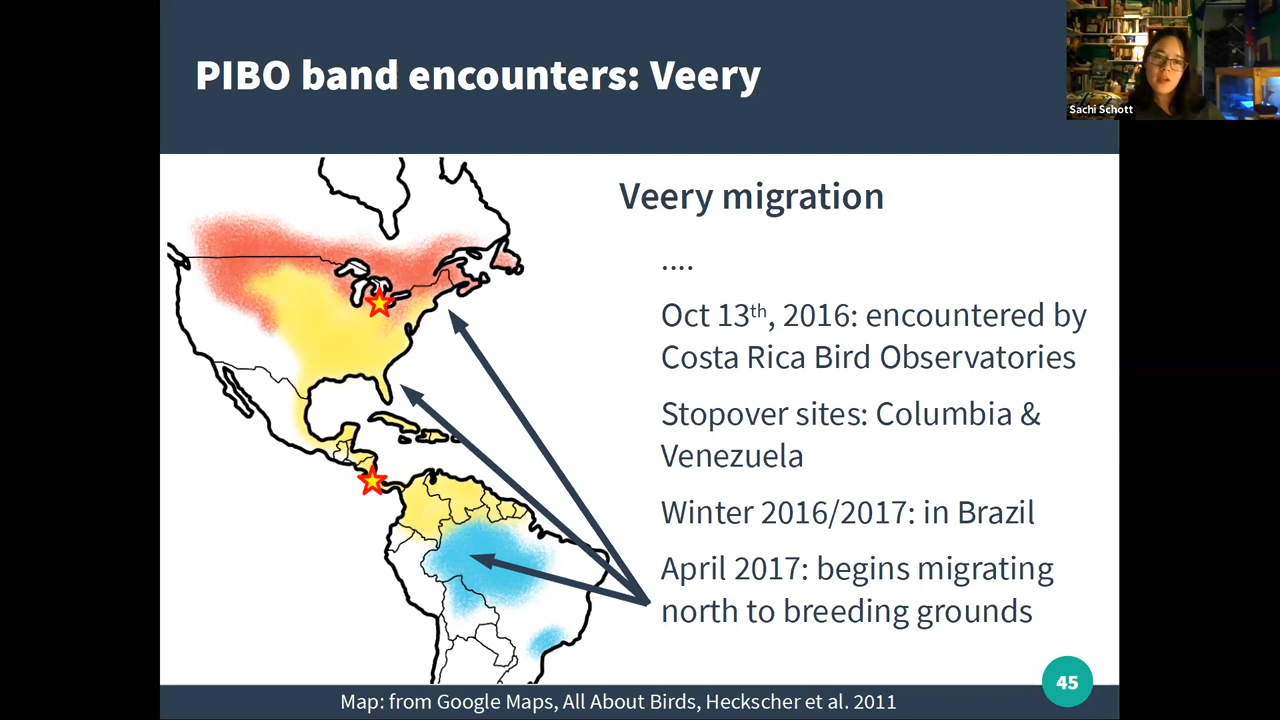 PIBO band encounters: Veery
Sachi Schott
Veery migration
....
Oct 13th, 2016: encountered by
Costa Rica Bird Observatories
Stopover sites: Columbia &
Venezuela
Winter 2016/2017: in Brazil
April 2017: begins migrating
north to breeding grounds
45
Map: from Google Maps, All About Birds, Heckscher et al. 2011